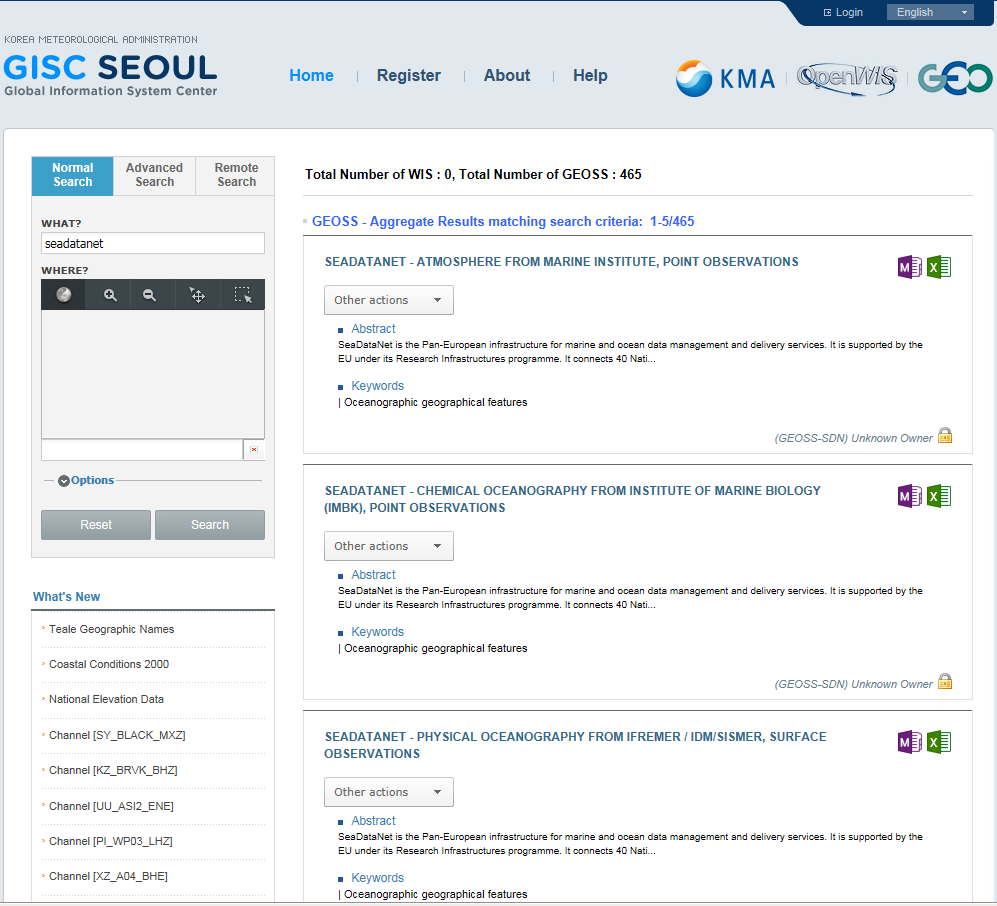 Login
English
KOREA METEOROLOGICAL ADMINISTRATION
GISC SEOUL
Global Information System Center
Home
Register
About
Help
KMA
OpenWIS
GEO
Normal Search
Advanced Search
Remote Search
WHAT?
seadatanet
WHERE?
Options
Reset
Search
What's New
Teale Geographic Names
Coastal Conditions 2000
National Elevation Data
Channel [SY_BLACK_MXZ]
Channel [KZ_BRVK_BHZ]
Channel [UU_ASI2_ENE]
Channel [PI_WP03_LHZ]
Channel [XZ_A04_BHE]
Total Number of WIS : 0, Total Number of GEOSS : 465
GEOSS - Aggregate Results matching search criteria: 1-5/465
SEADATANET - ATMOSPHERE FROM MARINE INSTITUTE, POINT OBSERVATIONS
M
X
Other actions
Abstract
SeaDataNet is the Pan-European infrastructure for marine and ocean data management and delivery services. It is supported by the
EU under its Research Infrastructures programme. It connects 40 Nati...
Keywords
| Oceanographic geographical features
(GEOSS-SDN) Unknown Owner
SEADATANET - CHEMICAL OCEANOGRAPHY FROM INSTITUTE OF MARINE BIOLOGY
(IMBK), POINT OBSERVATIONS
M
X
Other actions
Abstract
SeaDataNet is the Pan-European infrastructure for marine and ocean data management and delivery services. It is supported by the
EU under its Research Infrastructures programme. It connects 40 Nati...
Keywords
| Oceanographic geographical features
(GEOSS-SDN) Unknown Owner
SEADATANET - PHYSICAL OCEANOGRAPHY FROM IFREMER / IDM/SISMER, SURFACE
OBSERVATIONS
M
X
Other actions
Abstract
SeaDataNet is the Pan-European infrastructure for marine and ocean data management and delivery services. It is supported by the
EU under its Research Infrastructures programme. It connects 40 Nati...
Keywords
| Oceanographic geographical features